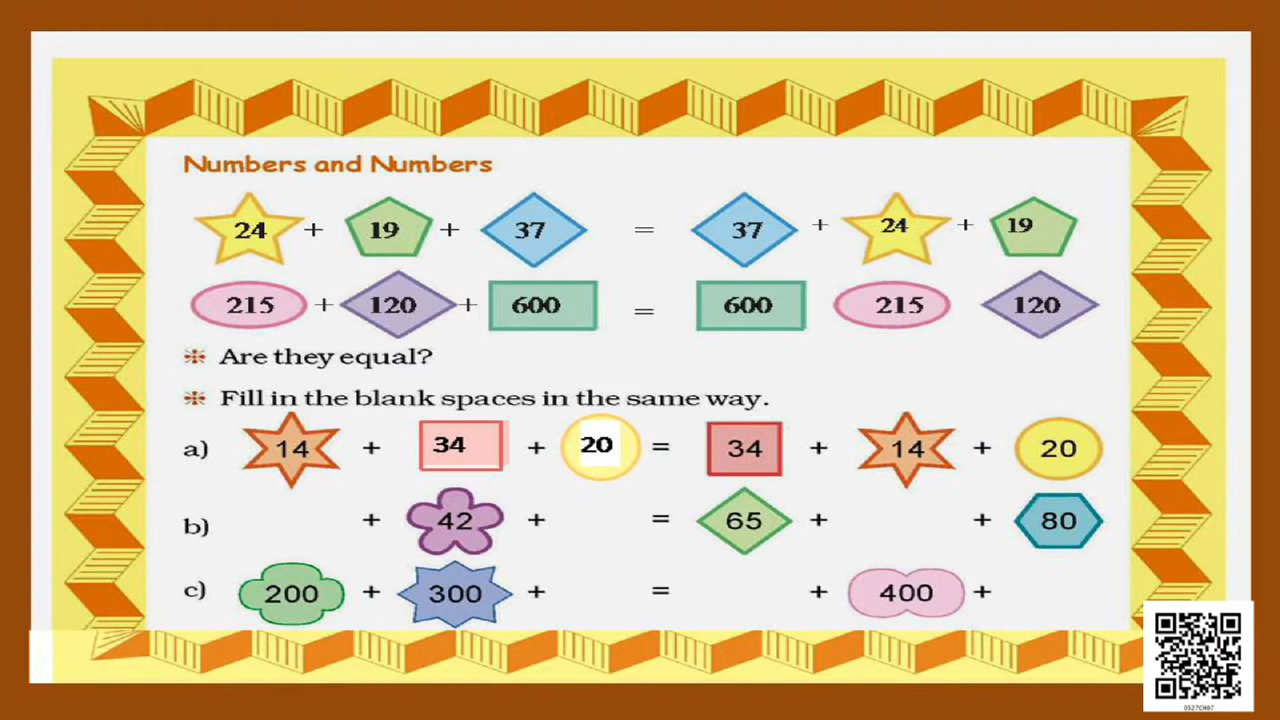 Numbers and Numbers
24 + 19 + 37 = 37 + 24 + 19
215 + 120 + 600 = 600 215 120
Are they equal?
Fill in the blank spaces in the same way.
a) 14 + 34 + 20 = 34 + 14 + 20
b) + 42 + = 65 + + 80
c) 200 + 300 + = + 400 +
0527CH07